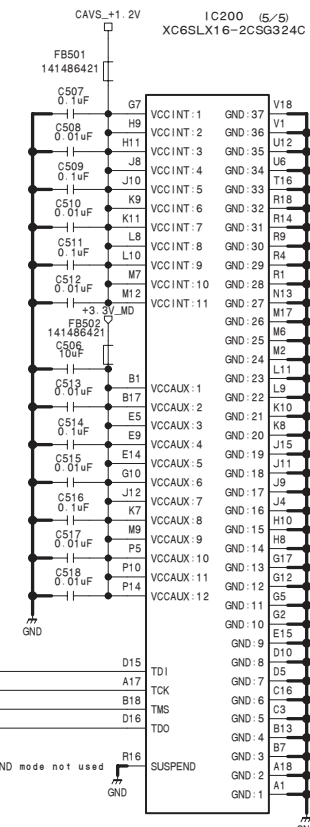 CAVS_+1.2V
IC200 (5/5)
XC6SLX16-2CSG324C
FB501
141486421
C507
0.1uF
C508
0.01uF
C509
0.1uF
C510
0.01uF
C511
0.1uF
C512
0.01uF
+3.3V_MD
FB502
141486421
C506
10uF
C513
0.01uF
C514
0.1uF
C515
0.01uF
C516
0.1uF
C517
0.01uF
C518
0.01uF
GND
G7 VCCINT:1 GND:37 V18
H9 VCCINT:2 GND:36 V1
H11 VCCINT:3 GND:35 U12
J8 VCCINT:4 GND:34 U6
J10 VCCINT:5 GND:33 T16
K9 VCCINT:6 GND:32 R18
K11 VCCINT:7 GND:31 R14
L8 VCCINT:8 GND:30 R9
L10 VCCINT:9 GND:29 R4
M7 VCCINT:10 GND:28 R1
M12 VCCINT:11 GND:27 N13
GND:26 M17
GND:25 M6
GND:24 M2
B1 VCCAUX:1 GND:23 L11
B17 VCCAUX:2 GND:22 L9
E5 VCCAUX:3 GND:21 K10
E9 VCCAUX:4 GND:20 K8
E14 VCCAUX:5 GND:19 J15
G10 VCCAUX:6 GND:18 J11
J12 VCCAUX:7 GND:17 J9
K7 VCCAUX:8 GND:16 J4
M9 VCCAUX:9 GND:15 H10
P5 VCCAUX:10 GND:14 H8
P10 VCCAUX:11 GND:13 G17
P14 VCCAUX:12 GND:12 G12
GND:11 G5
GND:10 G2
GND:9 E15
D15 TDI GND:8 D10
A17 TCK GND:7 D5
B18 TMS GND:6 C16
D16 TDO GND:5 C3
GND:4 B13
ND mode not used R16 SUSPEND GND:3 B7
GND GND:2 A18
GND:1 A1